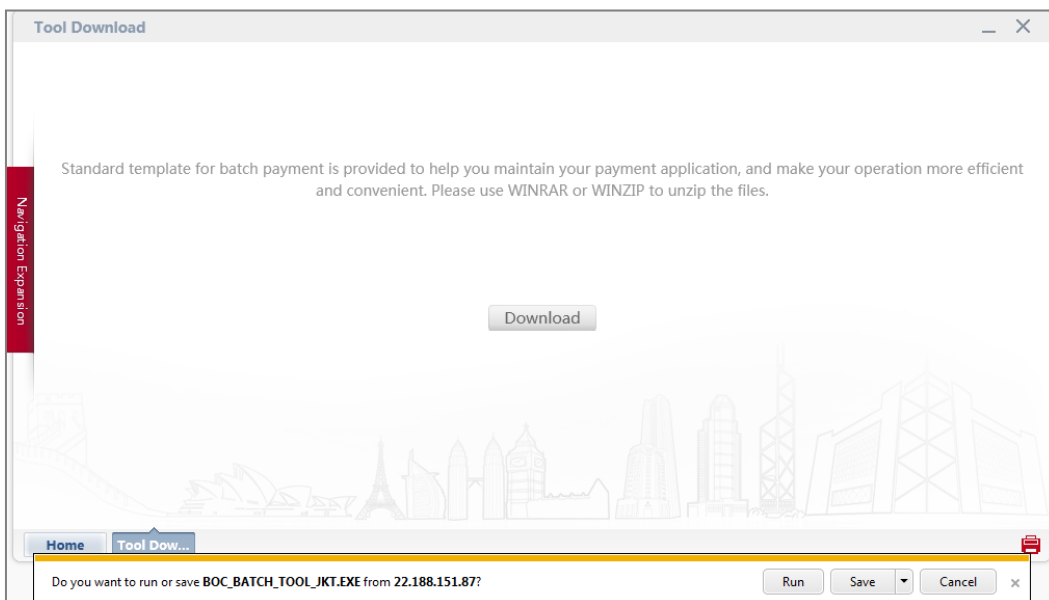 Tool Download
Standard template for batch payment is provided to help you maintain your payment application, and make your operation more efficient
and convenient. Please use WINRAR or WINZIP to unzip the files.
Navigation Expansion
Download
Home
Tool Dow...
Do you want to run or save BOC_BATCH_TOOL_JKT.EXE from 22.188.151.87?
Run
Save
Cancel